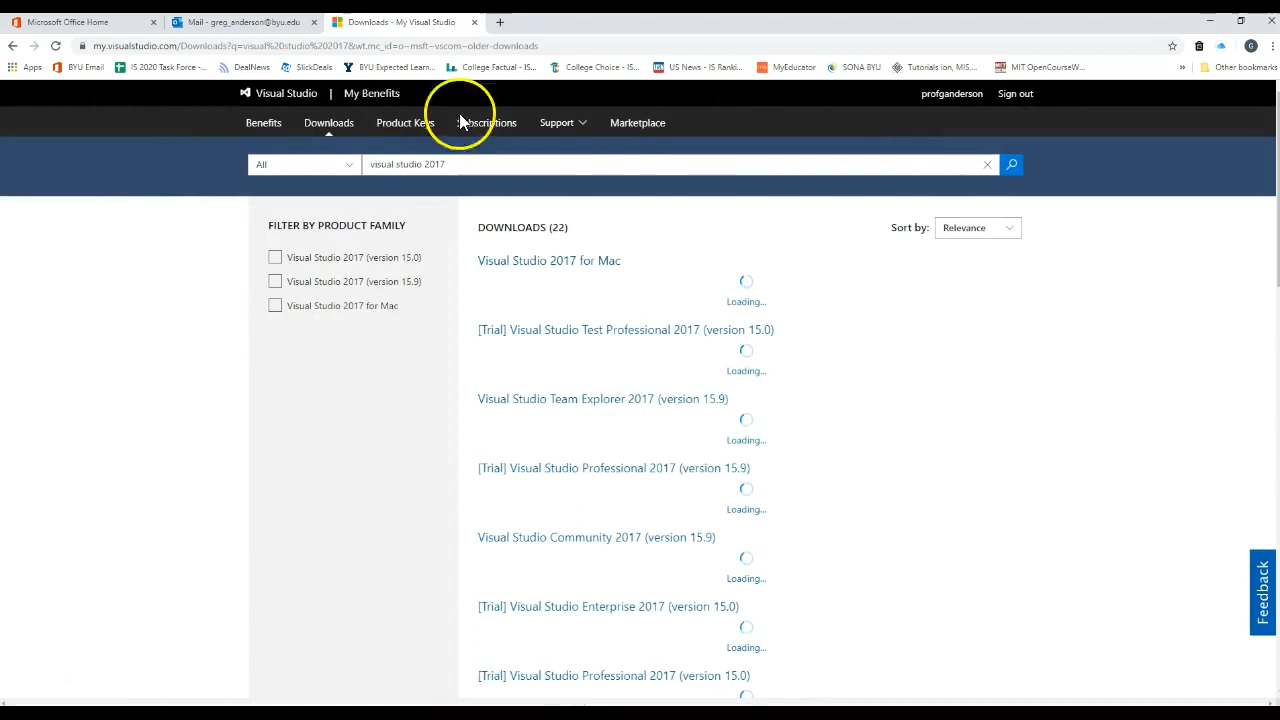 Microsoft Office Home
Mail - greg_anderson@byu.edu
Downloads - My Visual Studio
my.visualstudio.com/Downloads?q=visual%20studio%202017&wt.mc_id=o~msft~vscom~older-downloads
Apps
BYU Email
IS 2020 Task Force -...
DealNews
SlickDeals
BYU Expected Learn...
College Factual - IS...
College Choice - IS...
US News - IS Ranki...
MyEducator
SONA BYU
Tutorials ion, MIS,...
MIT OpenCourseW...
»
Other bookmarks
Visual Studio | My Benefits
profganderson
Sign out
Benefits
Downloads
Product Keys
Subscriptions
Support
Marketplace
All
visual studio 2017
FILTER BY PRODUCT FAMILY
Visual Studio 2017 (version 15.0)
Visual Studio 2017 (version 15.9)
Visual Studio 2017 for Mac
DOWNLOADS (22)
Sort by:
Relevance
Visual Studio 2017 for Mac
Loading...
[Trial] Visual Studio Test Professional 2017 (version 15.0)
Loading...
Visual Studio Team Explorer 2017 (version 15.9)
Loading...
[Trial] Visual Studio Professional 2017 (version 15.9)
Loading...
Visual Studio Community 2017 (version 15.9)
Loading...
[Trial] Visual Studio Enterprise 2017 (version 15.0)
Loading...
[Trial] Visual Studio Professional 2017 (version 15.0)
Feedback
G